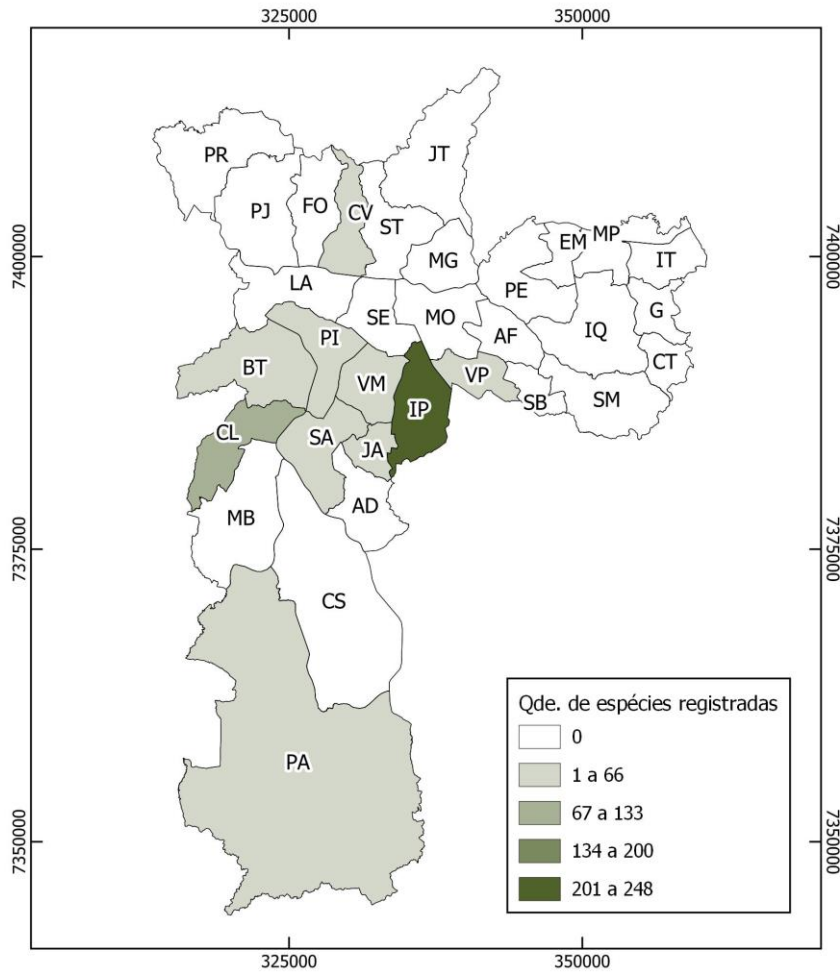 325000 350000
PR
JT
PJ
FO
CV
ST
7400000
7400000
EM
MP
MG
IT
LA
PE
SE
MO
G
IQ
AF
PI
BT
CT
VM
VP
SB
SM
IP
CL
SA
JA
AD
MB
7375000
7375000
CS
Qde. de espécies registradas
0
1 a 66
PA
67 a 133
134 a 200
7350000
7350000
201 a 248
325000 350000